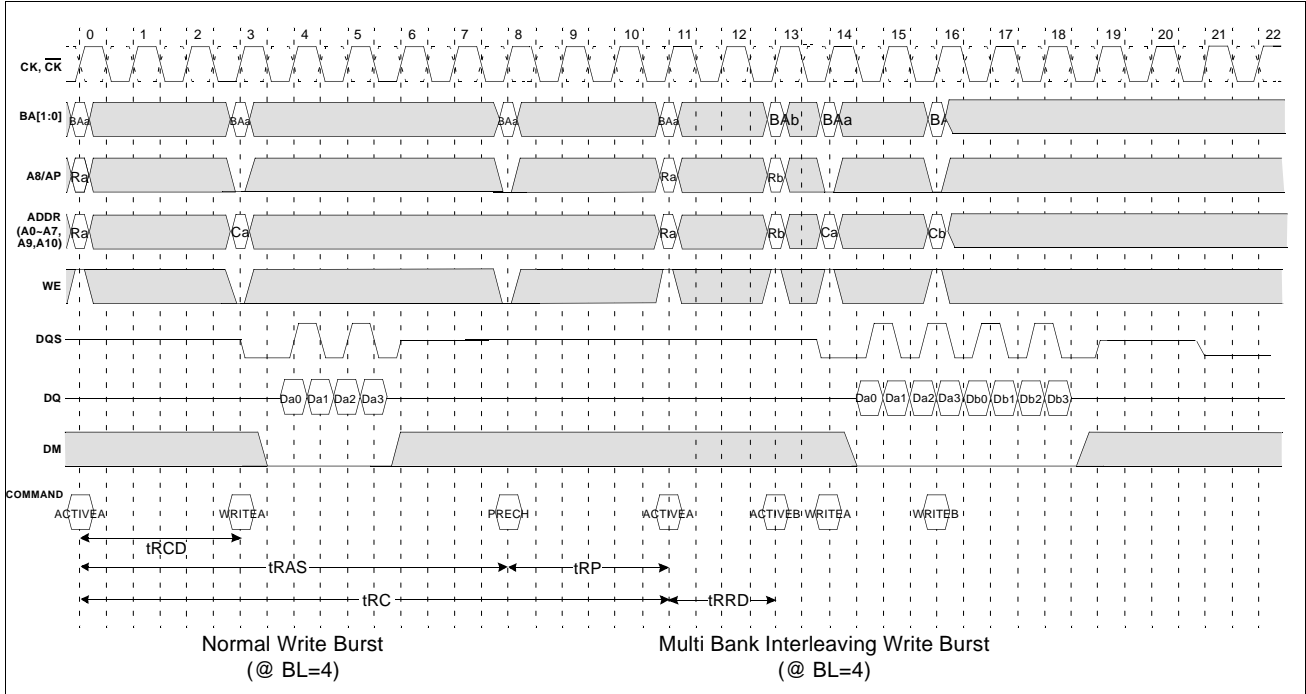 0 1 2 3 4 5 6 7 8 9 10 11 12 13 14 15 16 17 18 19 20 21 22
CK, CK
BA[1:0] BAa BAa BAa BAa BAb BAa BA
A8/AP Ra Ra Rb
ADDR
(A0~A7,
A9,A10)
Ra Ca Ra Rb Ca Cb
WE
DQS
DQ Da0 Da1 Da2 Da3 Da0 Da1 Da2 Da3 Db0 Db1 Db2 Db3
DM
COMMAND
ACTIVEA WRITEA PRECH ACTIVEA ACTIVEB WRITEA WRITEB
tRCD
tRAS tRP
tRC tRRD
Normal Write Burst Multi Bank Interleaving Write Burst
(@ BL=4) (@ BL=4)